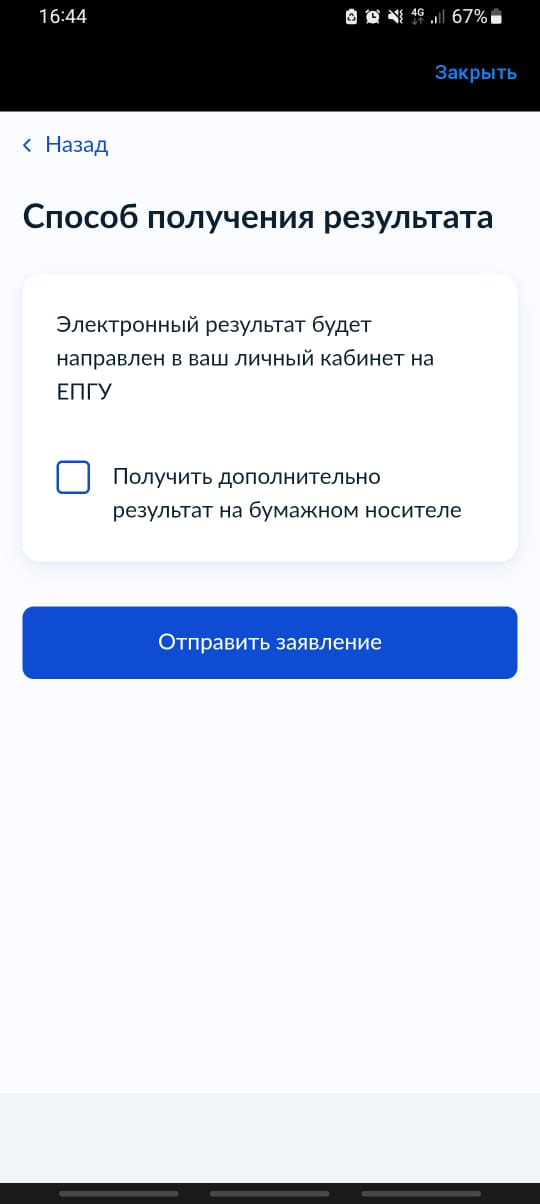 16:44
4G
67%
Закрыть
Назад
Способ получения результата
Электронный результат будет
направлен в ваш личный кабинет на
ЕПГУ
Получить дополнительно
результат на бумажном носителе
Отправить заявление